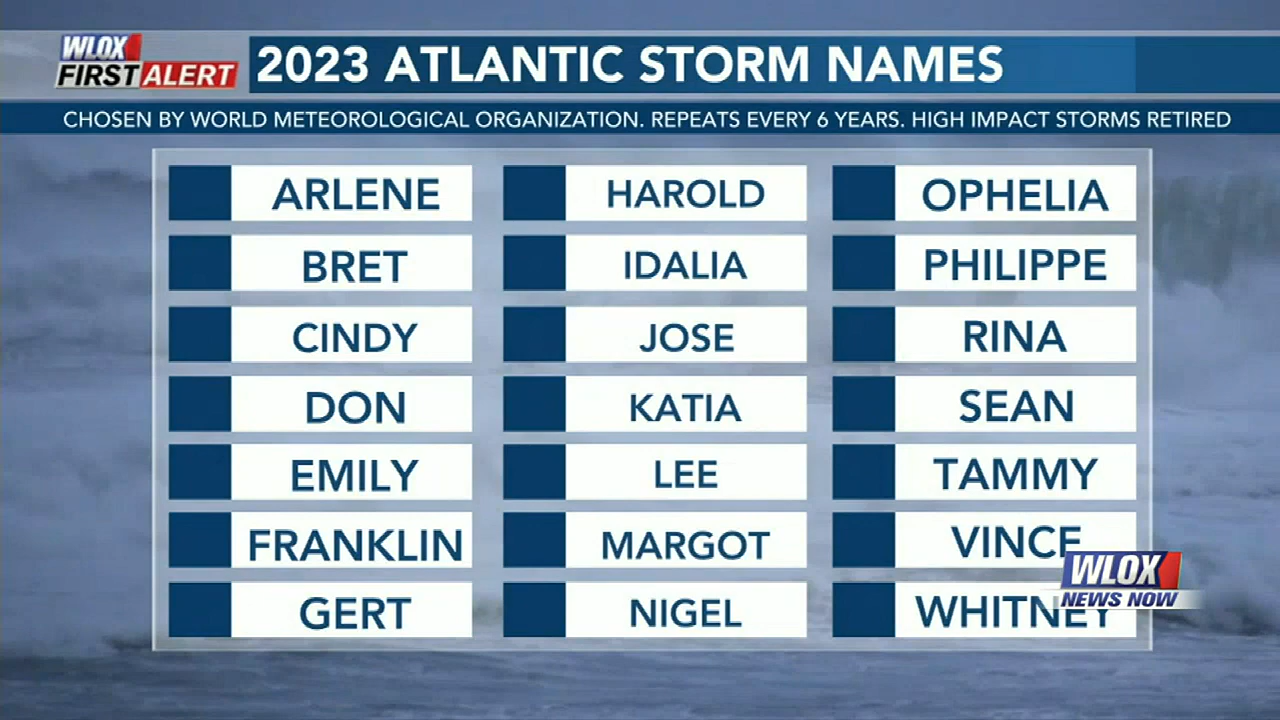 WLOX
FIRST ALERT
2023 ATLANTIC STORM NAMES
CHOSEN BY WORLD METEOROLOGICAL ORGANIZATION. REPEATS EVERY 6 YEARS. HIGH IMPACT STORMS RETIRED
ARLENE
BRET
CINDY
DON
EMILY
FRANKLIN
GERT
HAROLD
IDALIA
JOSE
KATIA
LEE
MARGOT
NIGEL
OPHELIA
PHILIPPE
RINA
SEAN
TAMMY
VINCE
WHITNEY
WLOX
NEWS NOW